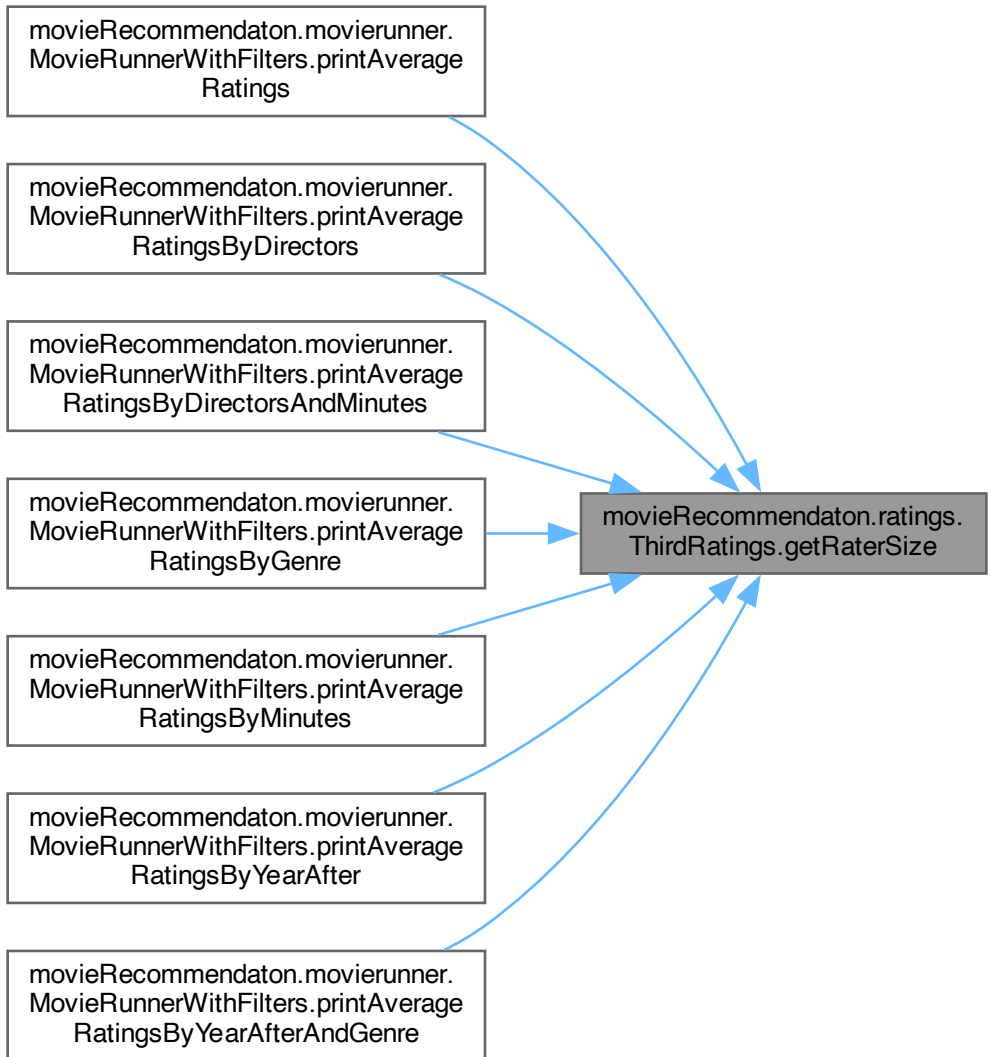 movieRecommendaton.movierunner.
MovieRunnerWithFilters.printAverage
Ratings
movieRecommendaton.movierunner.
MovieRunnerWithFilters.printAverage
RatingsByDirectors
movieRecommendaton.movierunner.
MovieRunnerWithFilters.printAverage
RatingsByDirectorsAndMinutes
movieRecommendaton.movierunner.
MovieRunnerWithFilters.printAverage
RatingsByGenre
movieRecommendaton.movierunner.
MovieRunnerWithFilters.printAverage
RatingsByMinutes
movieRecommendaton.movierunner.
MovieRunnerWithFilters.printAverage
RatingsByYearAfter
movieRecommendaton.movierunner.
MovieRunnerWithFilters.printAverage
RatingsByYearAfterAndGenre
movieRecommendaton.ratings.
ThirdRatings.getRaterSize